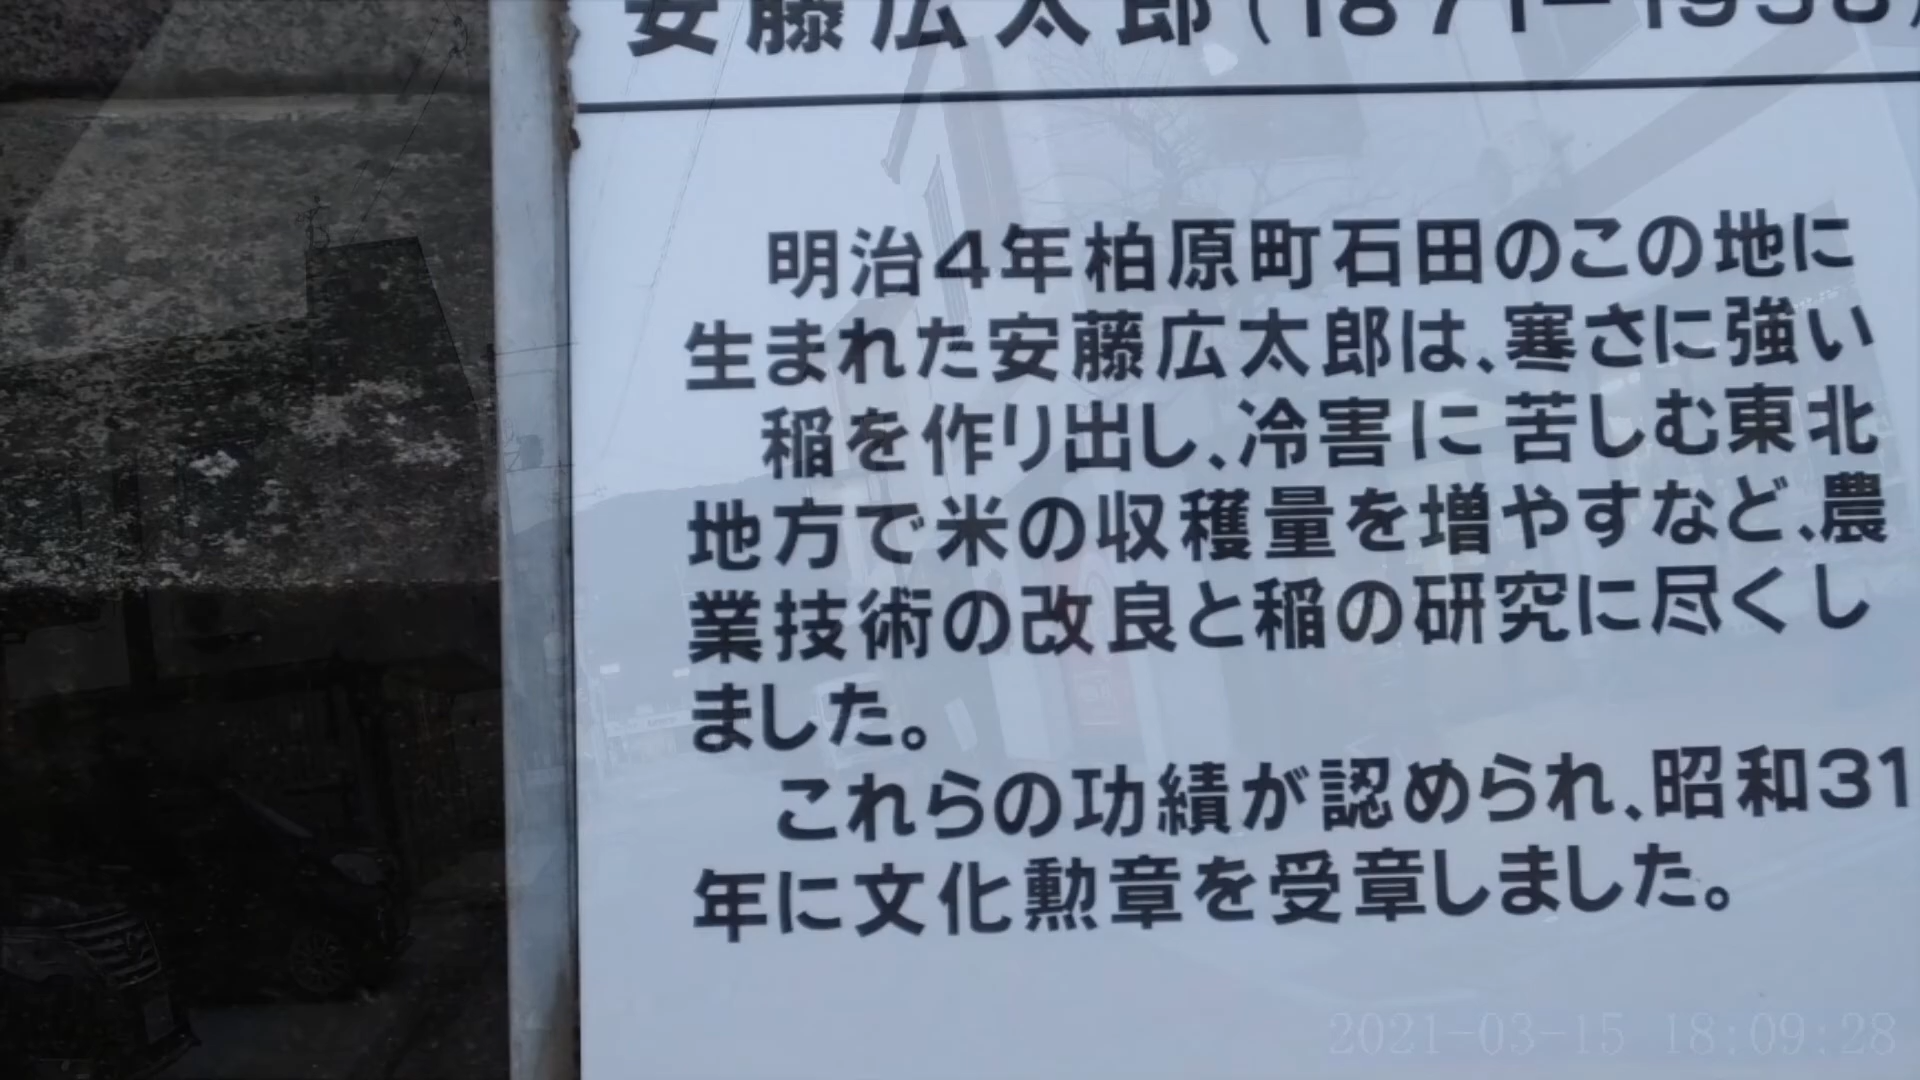 安藤広太郎(1871-1958)
明治4年柏原町石田のこの地に
生まれた安藤広太郎は、寒さに強い
稲を作り出し、冷害に苦しむ東北
地方で米の収穫量を増やすなど、農
業技術の改良と稲の研究に尽くし
ました。
これらの功績が認められ、昭和31
年に文化勲章を受章しました。
2021-03-15 18:09:28